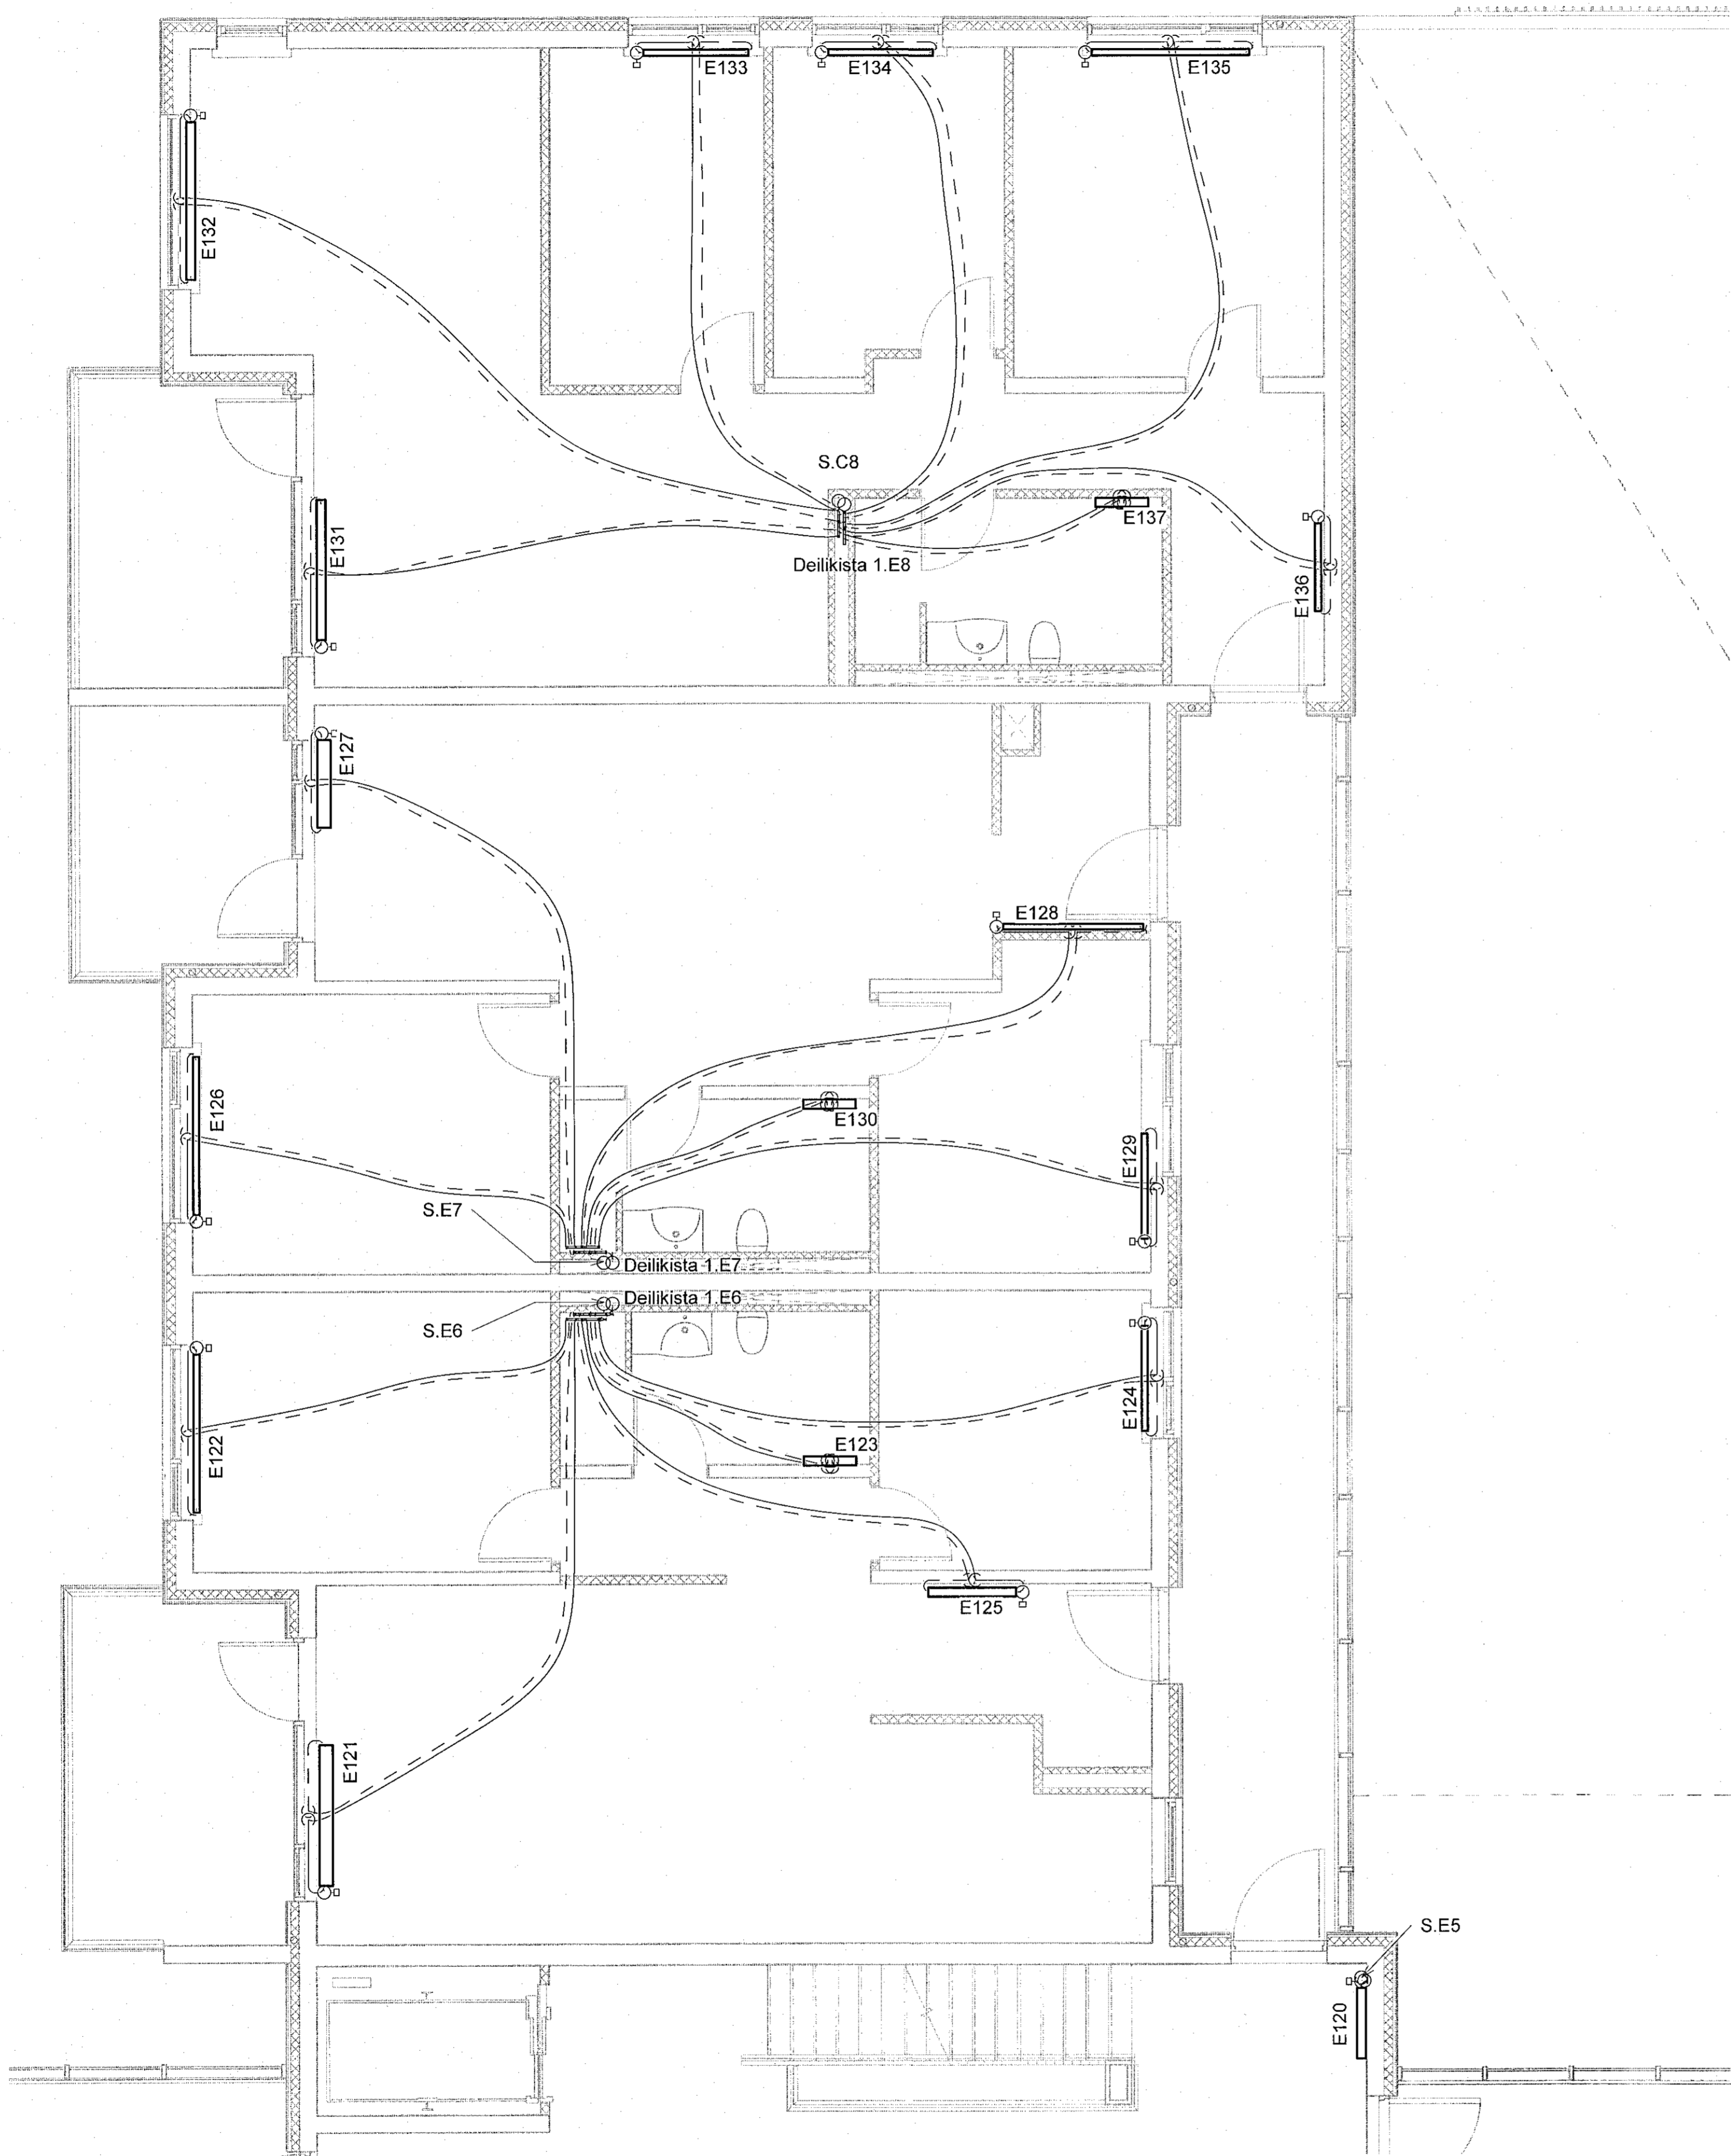 E133
E134
E135
E132
S.C8
E131
E137
Deilikista 1.E8
E136
E127
E128
E126
E130
E129
S.E7
Deilikista 1.E7
Deilikista 1.E6
S.E6
E124
E122
E123
E125
E121
S.E5
E120